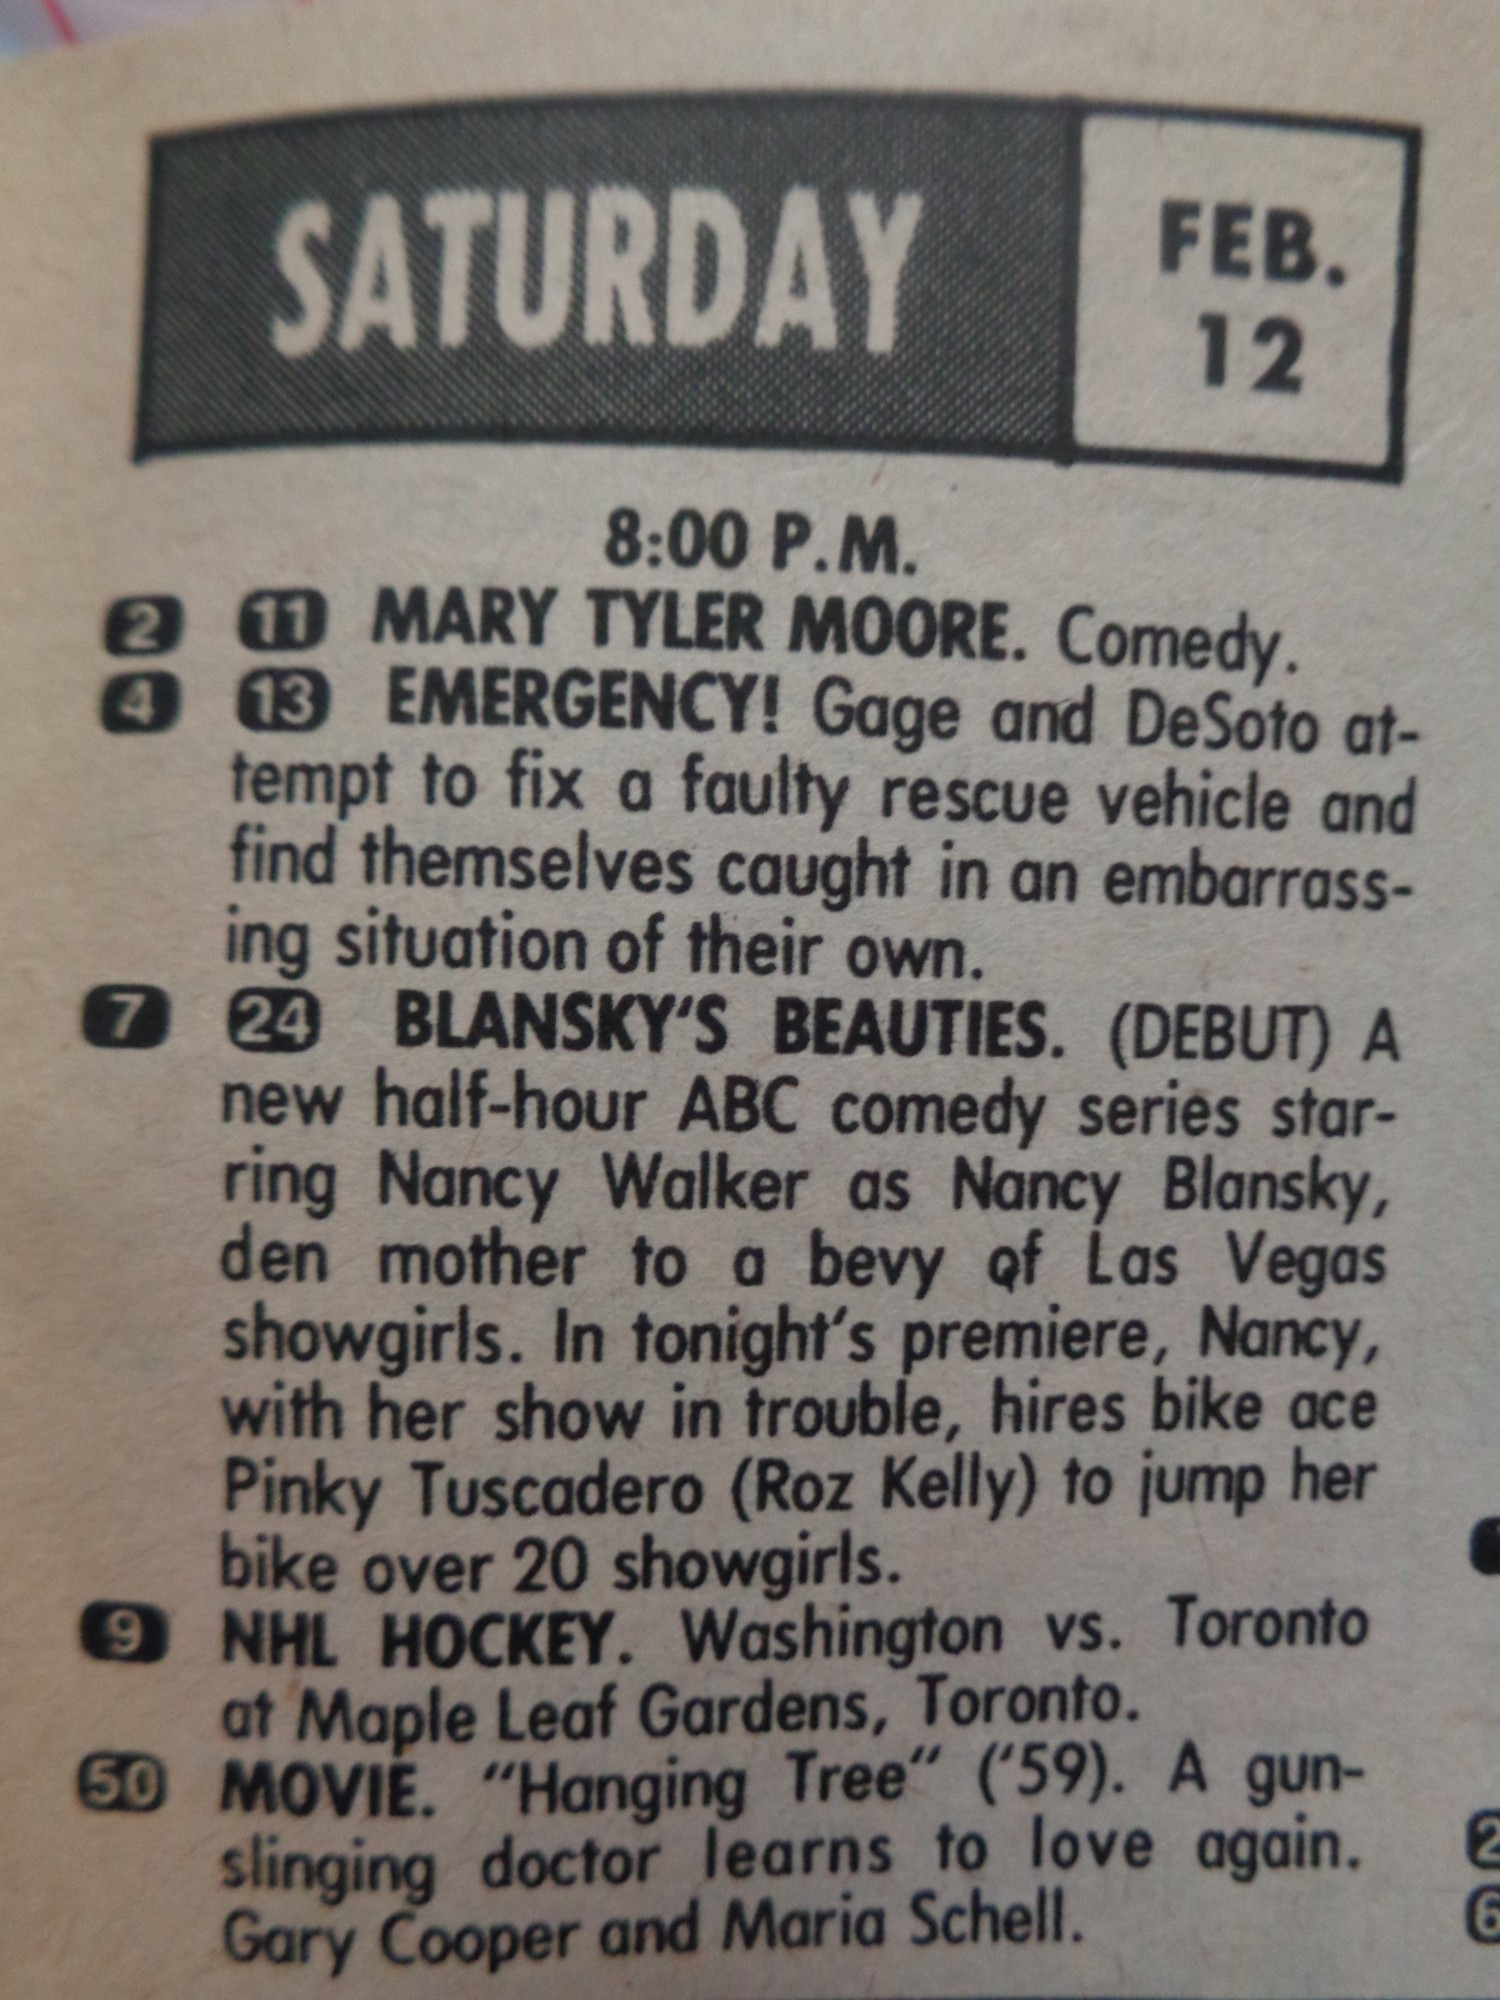 SATURDAY
FEB.
12
8:00 P.M.
2 11 MARY TYLER MOORE. Comedy.
4 13 EMERGENCY! Gage and DeSoto at-
tempt to fix a faulty rescue vehicle and
find themselves caught in an embarrass-
ing situation of their own.
7 24 BLANSKY'S BEAUTIES. (DEBUT) A
new half-hour ABC comedy series star-
ring Nancy Walker as Nancy Blansky,
den mother to a bevy of Las Vegas
showgirls. In tonight's premiere, Nancy,
with her show in trouble, hires bike ace
Pinky Tuscadero (Roz Kelly) to jump her
bike over 20 showgirls.
9 NHL HOCKEY. Washington vs. Toronto
at Maple Leaf Gardens, Toronto.
50 MOVIE. "Hanging Tree" ('59). A gun-
slinging doctor learns to love again.
Gary Cooper and Maria Schell.